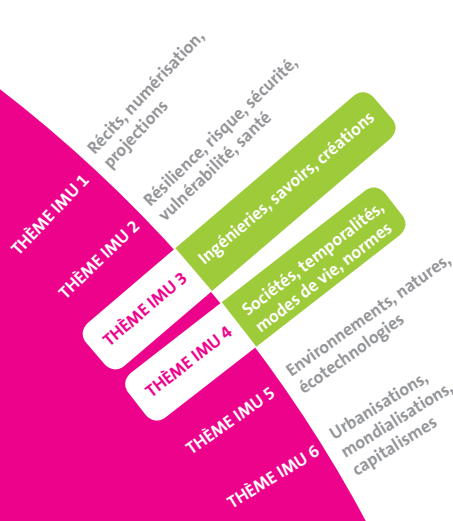 THÈME IMU 1
Récits, numérisation,
projections
THÈME IMU 2
Résilience, risque, sécurité,
vulnérabilité, santé
THÈME IMU 3
Ingénieries, savoirs, créations
THÈME IMU 4
Sociétés, temporalités,
modes de vie, normes
THÈME IMU 5
Environnements, natures,
écotechnologies
THÈME IMU 6
Urbanisations,
mondialisations,
capitalismes